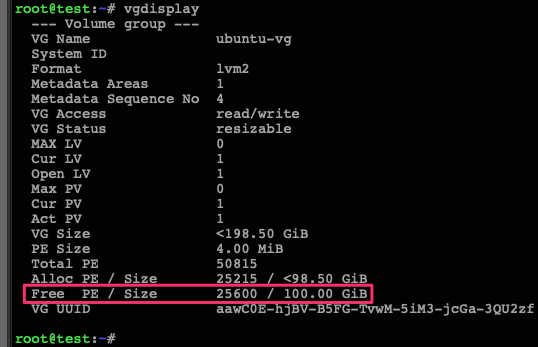 root@test:~# vgdisplay
--- Volume group ---
VG Name ubuntu-vg
System ID
Format lvm2
Metadata Areas 1
Metadata Sequence No 4
VG Access read/write
VG Status resizable
MAX LV 0
Cur LV 1
Open LV 1
Max PV 0
Cur PV 1
Act PV 1
VG Size <198.50 GiB
PE Size 4.00 MiB
Total PE 50815
Alloc PE / Size 25215 / <98.50 GiB
Free PE / Size 25600 / 100.00 GiB
VG UUID aawC0E-hjBV-B5FG-TvwM-5iM3-jcGa-3QU2zf
root@test:~#